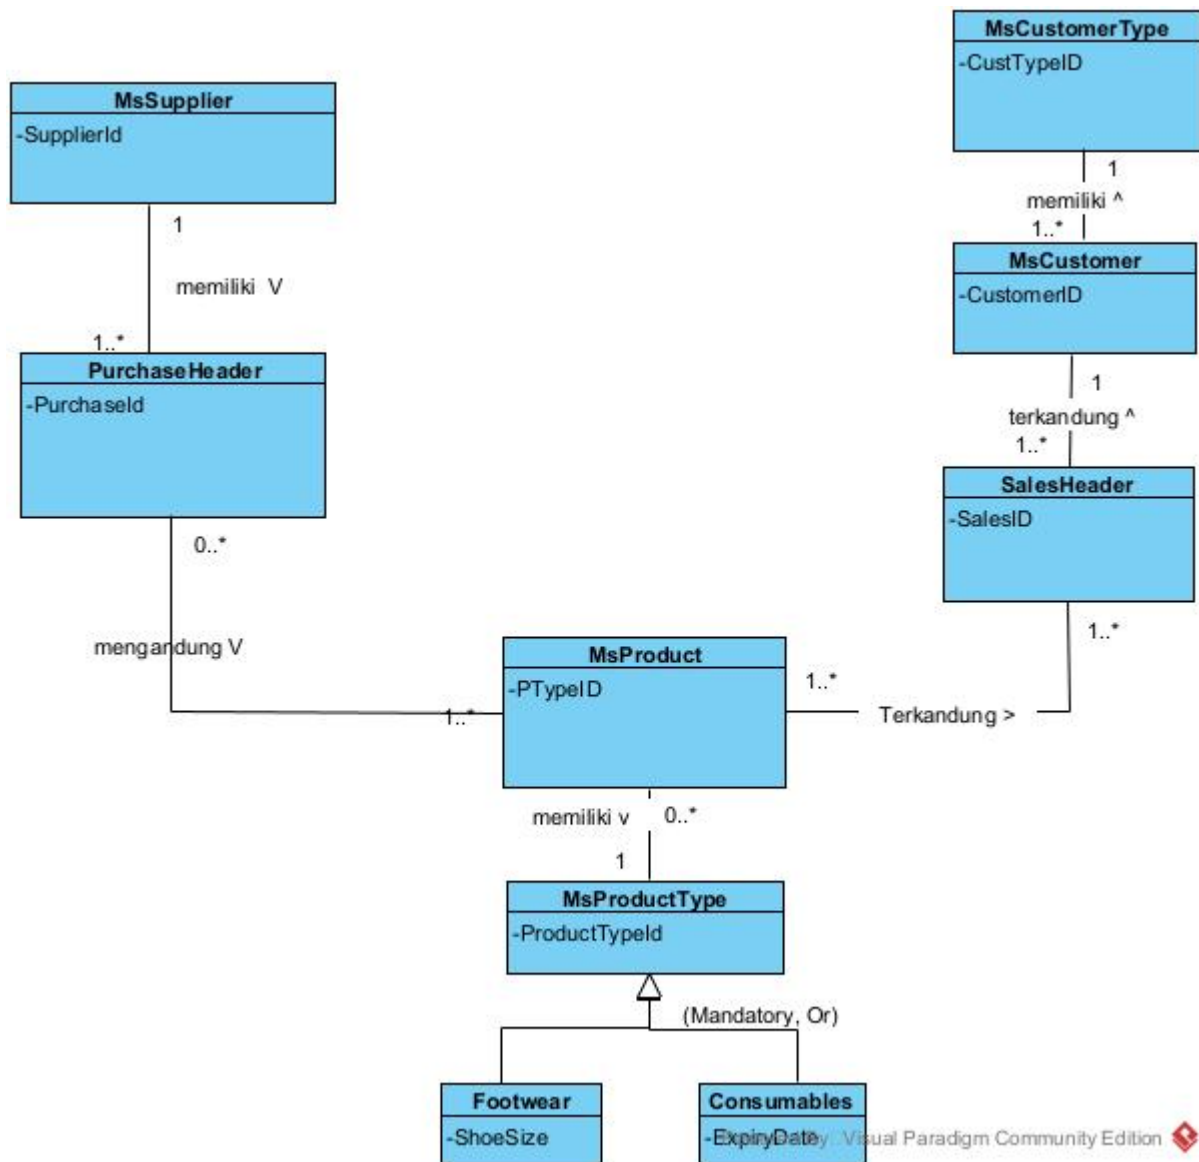 MsCustomerType
-CustTypeID
MsSupplier
-SupplierId
1
memiliki ^
1..*
1
memiliki V
1..*
MsCustomer
-CustomerID
PurchaseHeader
-PurchaseId
1
terkandung ^
1..*
SalesHeader
-SalesID
0..*
mengandung V
1..*
MsProduct
-PTypeID
1..*
1..*
Terkandung >
memiliki v
0..*
1
MsProductType
-ProductTypeId
(Mandatory, Or)
Footwear
-ShoeSize
Consumables
-ExpiryDate
Powered By Visual Paradigm Community Edition